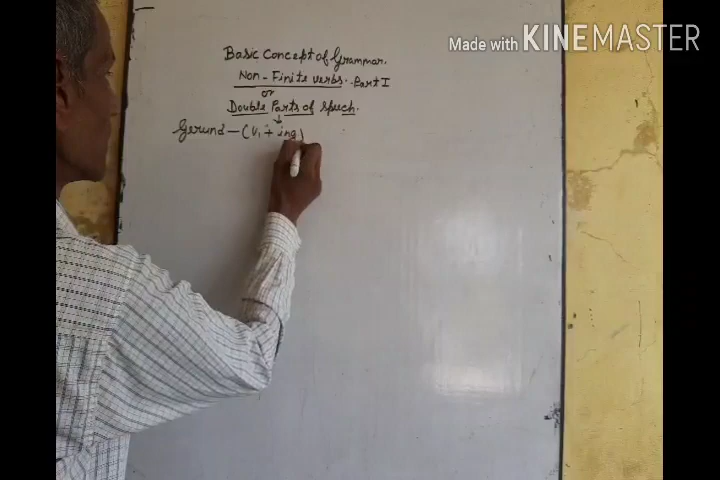 Made with KINEMASTER
Basic Concept of Grammar.
Non-Finite verbs. Part I
or
Double Parts of speech.
Gerund - (V1 + ing)